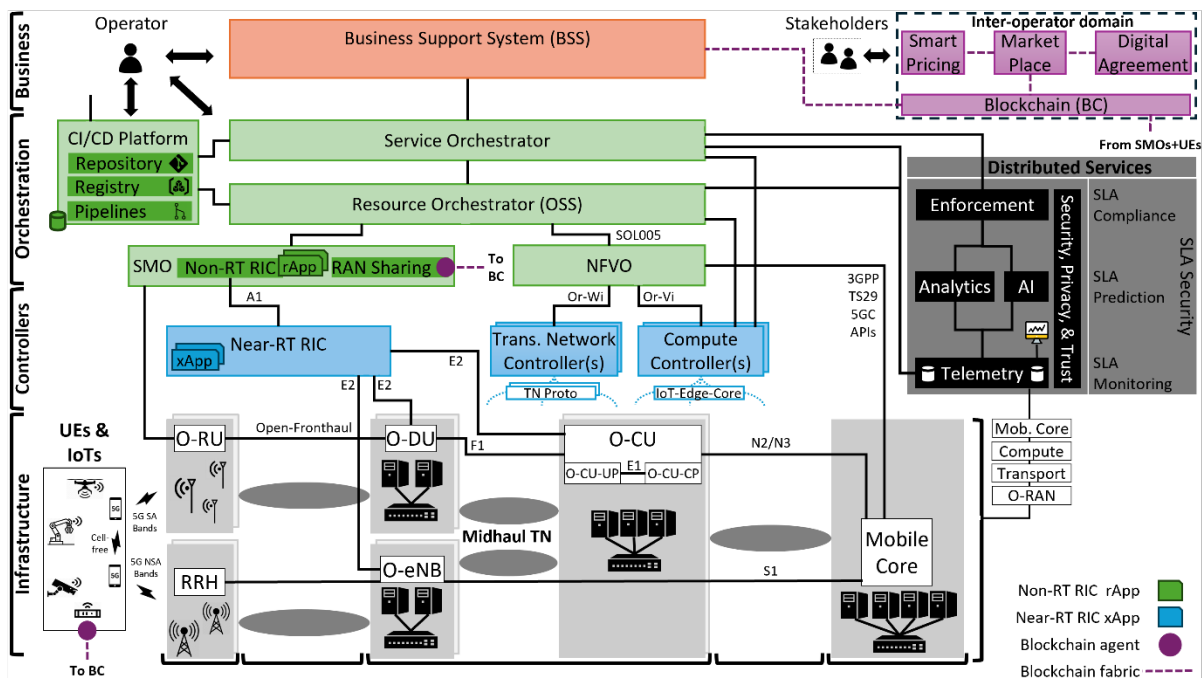 Business
Operator
Business Support System (BSS)
Stakeholders
Inter-operator domain
Smart
Pricing
Market
Place
Digital
Agreement
Blockchain (BC)
From SMOs+UEs
Orchestration
CI/CD Platform
Repository
Registry
Pipelines
Service Orchestrator
Resource Orchestrator (OSS)
SOL005
SMO
Non-RT RIC
rApp
RAN Sharing
To
BC
NFVO
Distributed Services
Enforcement
Analytics
AI
Telemetry
Security, Privacy, & Trust
SLA
Compliance
SLA
Prediction
SLA
Monitoring
SLA Security
Controllers
A1
Or-Wi
Or-Vi
3GPP
TS29
5GC
APIs
Near-RT RIC
xApp
E2
E2
E2
Trans. Network
Controller(s)
TN Proto
Compute
Controller(s)
IoT-Edge-Core
Infrastructure
UEs &
IoTs
5G
5G
Cell-
free
5G SA
Bands
5G NSA
Bands
To BC
O-RU
Open-Fronthaul
O-DU
F1
O-CU
O-CU-UP
E1
O-CU-CP
N2/N3
Midhaul TN
RRH
O-eNB
S1
Mobile
Core
Mob. Core
Compute
Transport
O-RAN
Non-RT RIC rApp
Near-RT RIC xApp
Blockchain agent
Blockchain fabric